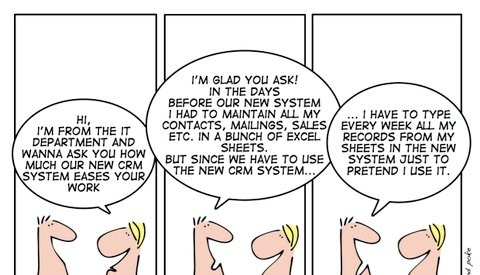 HI,
I'M FROM THE IT
DEPARTMENT AND
WANNA ASK YOU HOW
MUCH OUR NEW CRM
SYSTEM EASES YOUR
WORK
I'M GLAD YOU ASK!
IN THE DAYS
BEFORE OUR NEW SYSTEM
I HAD TO MAINTAIN ALL MY
CONTACTS, MAILINGS, SALES
ETC. IN A BUNCH OF EXCEL
SHEETS.
BUT SINCE WE HAVE TO USE
THE NEW CRM SYSTEM...
... I HAVE TO TYPE
EVERY WEEK ALL MY
RECORDS FROM MY
SHEETS IN THE NEW
SYSTEM JUST TO
PRETEND I USE IT.